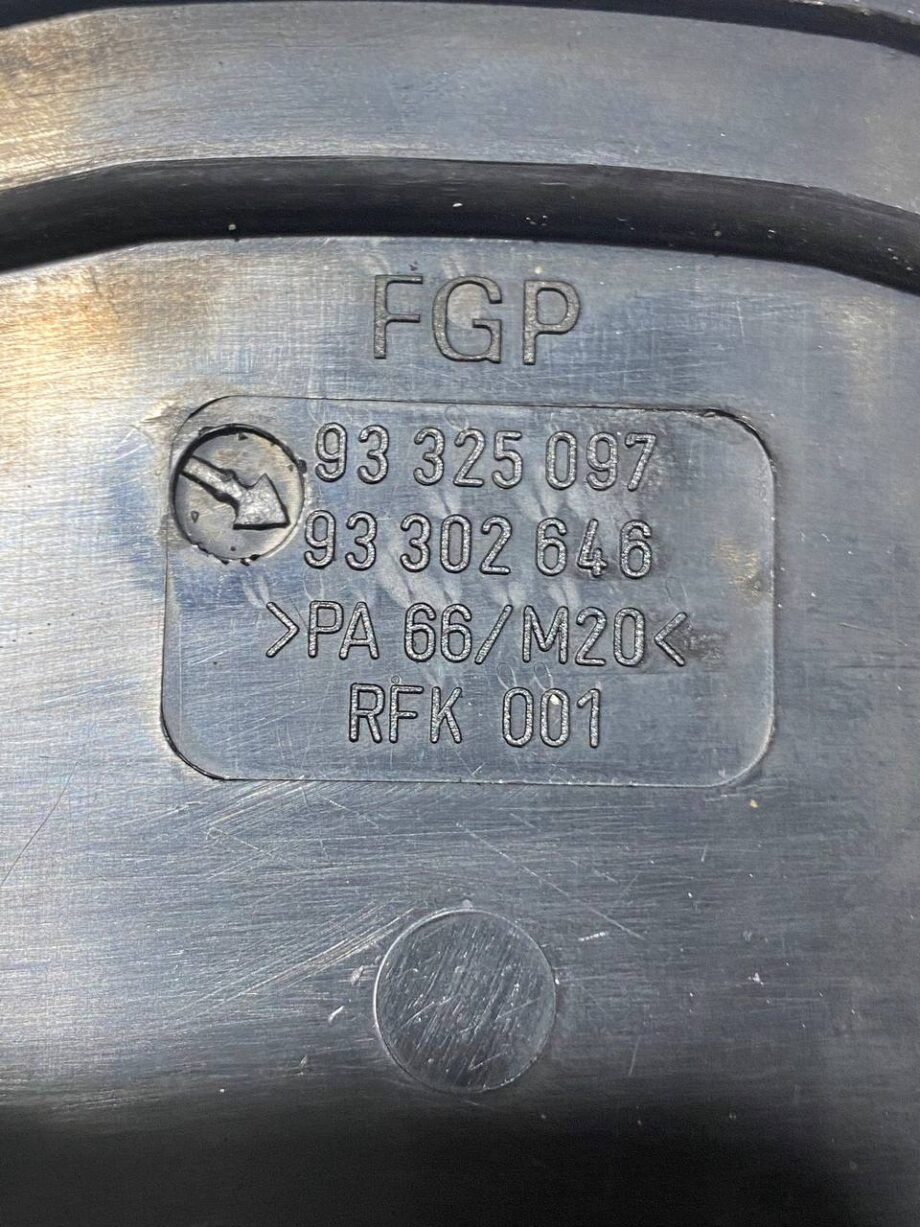 FGP
93 325 097
93 302 646
>PA 66/M20<
RFK 001